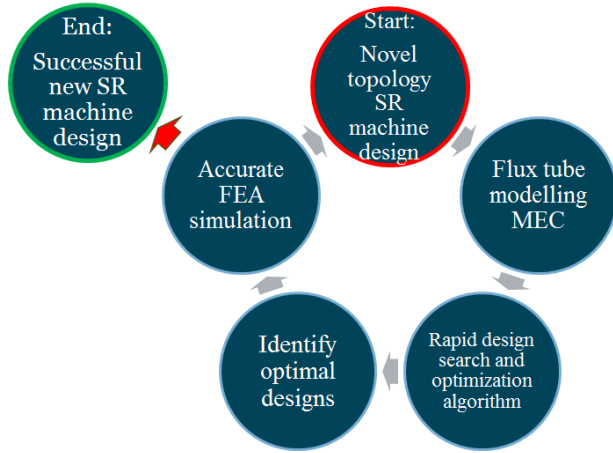 Start:
Novel
topology
SR
machine
design
Flux tube
modelling
MEC
Rapid design
search and
optimization
algorithm
Identify
optimal
designs
Accurate
FEA
simulation
End:
Successful
new SR
machine
design